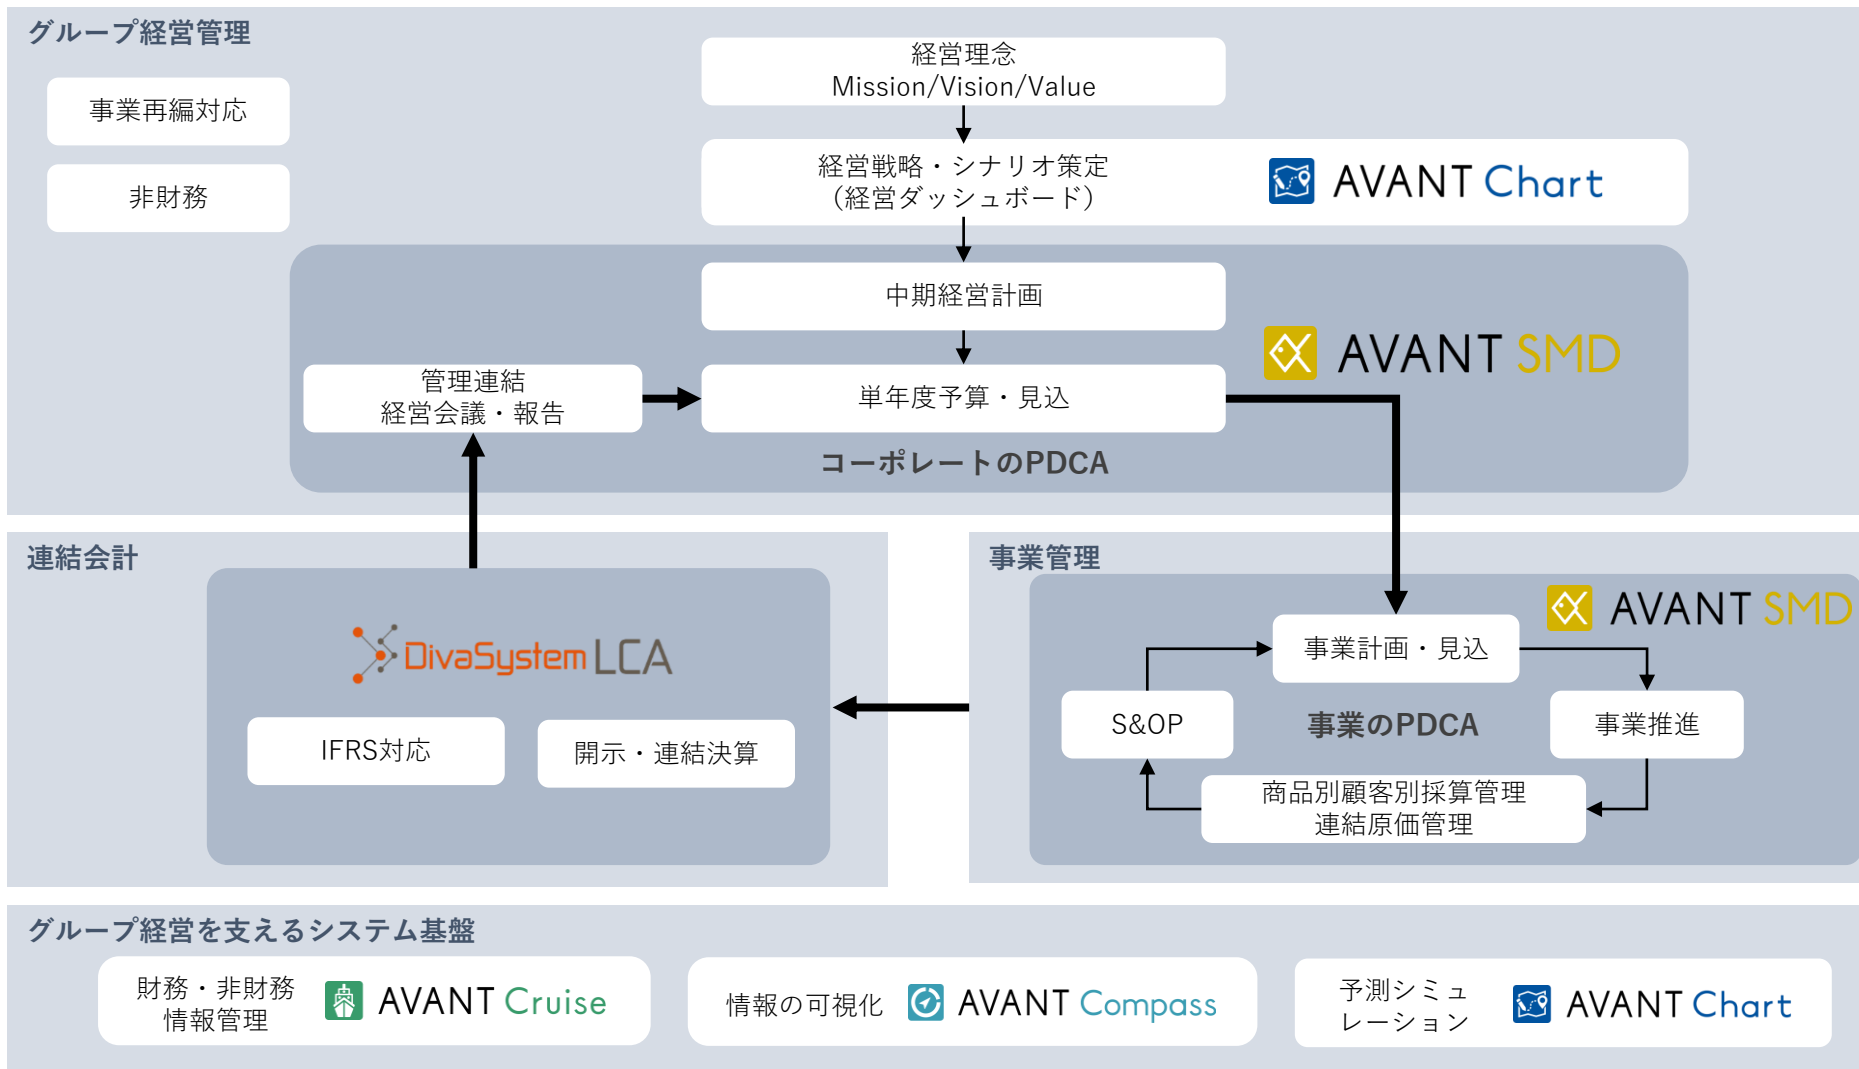 グループ経営管理
事業再編対応
非財務
経営理念
Mission/Vision/Value
経営戦略・シナリオ策定
（経営ダッシュボード）
AVANT Chart
中期経営計画
AVANT SMD
管理連結
経営会議・報告
単年度予算・見込
コーポレートのPDCA
連結会計
DivaSystem LCA
IFRS対応
開示・連結決算
事業管理
AVANT SMD
事業計画・見込
S&OP
事業のPDCA
事業推進
商品別顧客別採算管理
連結原価管理
グループ経営を支えるシステム基盤
財務・非財務
情報管理
AVANT Cruise
情報の可視化
AVANT Compass
予測シミュ
レーション
AVANT Chart